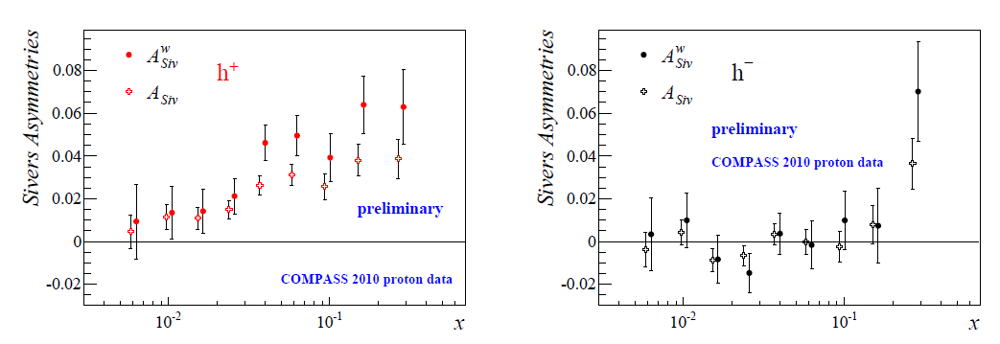 Sivers Asymmetries
0.08
0.06
0.04
0.02
0
-0.02
A^w_Siv
A_Siv
h^+
preliminary
COMPASS 2010 proton data
10^-2
10^-1
x
Sivers Asymmetries
0.08
0.06
0.04
0.02
0
-0.02
A^w_Siv
A_Siv
h^−
preliminary
COMPASS 2010 proton data
10^-2
10^-1
x